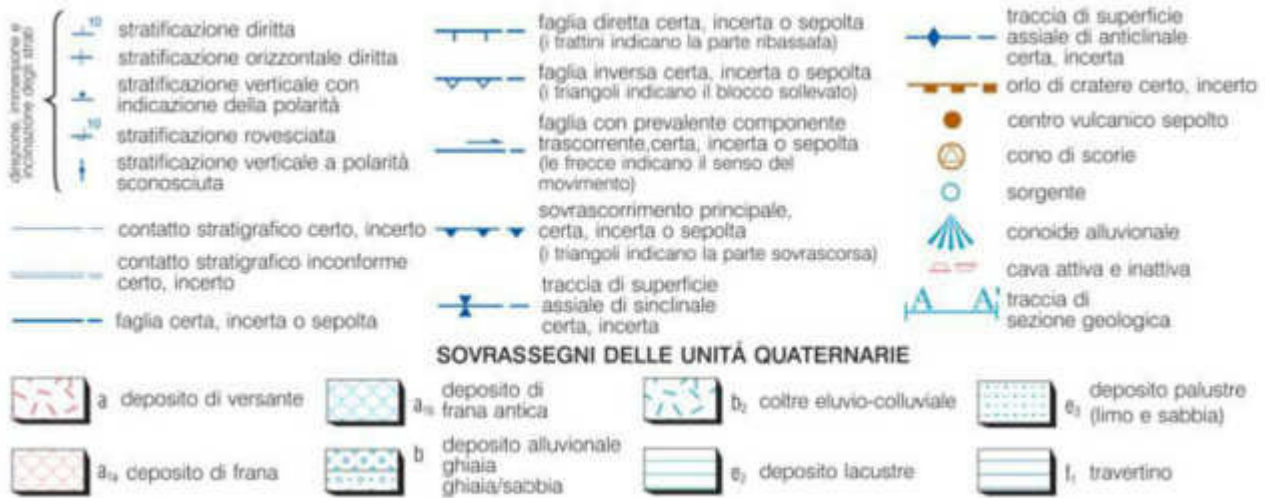 direzione, immersione e
inclinazione degli strati
10
stratificazione diritta
stratificazione orizzontale diritta
stratificazione verticale con
indicazione della polarità
10
stratificazione rovesciata
stratificazione verticale a polarità
sconosciuta
contatto stratigrafico certo, incerto
contatto stratigrafico inconforme
certo, incerto
faglia certa, incerta o sepolta
faglia diretta certa, incerta o sepolta
(i trattini indicano la parte ribassata)
faglia inversa certa, incerta o sepolta
(i triangoli indicano il blocco sollevato)
faglia con prevalente componente
trascorrente,certa, incerta o sepolta
(le frecce indicano il senso del
movimento)
sovrascorrimento principale,
certa, incerta o sepolta
(i triangoli indicano la parte sovrascorsa)
traccia di superficie
assiale di sinclinale
certa, incerta
traccia di superficie
assiale di anticlinale
certa, incerta
orlo di cratere certo, incerto
centro vulcanico sepolto
cono di scorie
sorgente
conoide alluvionale
cava attiva e inattiva
A A' traccia di
sezione geologica
SOVRASSEGNI DELLE UNITÁ QUATERNARIE
a deposito di versante
a1a deposito di frana
a1b deposito di
frana antica
b deposito alluvionale
ghiaia
ghiaia/sabbia
b2 coltre eluvio-colluviale
e2 deposito lacustre
e3 deposito palustre
(limo e sabbia)
f1 travertino